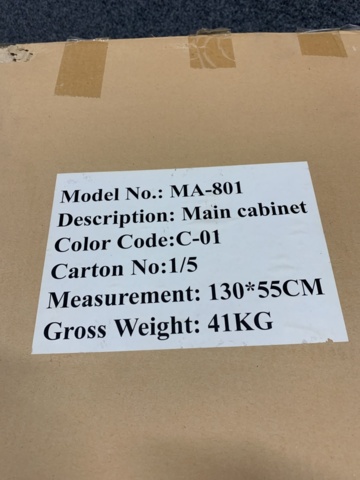 Model No.: MA-801
Description: Main cabinet
Color Code:C-01
Carton No:1/5
Measurement: 130*55CM
Gross Weight: 41KG